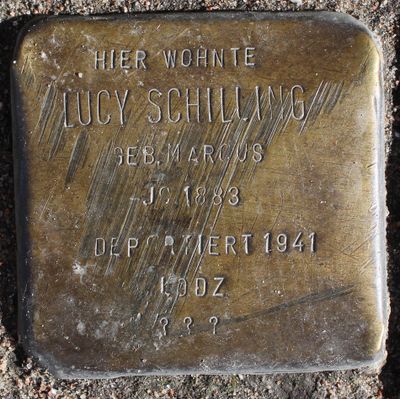 HIER WOHNTE
LUCY SCHILLING
GEB. MARCUS
JG. 1883
DEPORTIERT 1941
LODZ
? ? ?